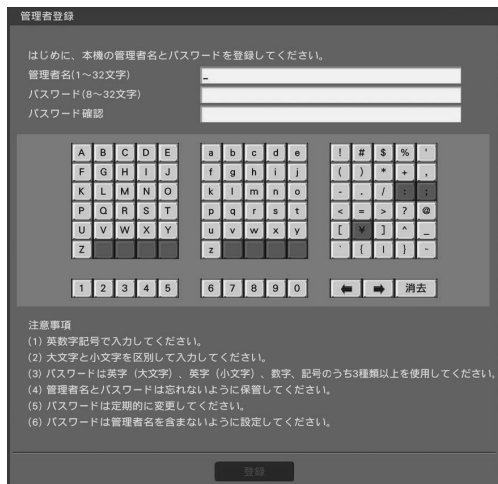 管理者登録
はじめに、本機の管理者名とパスワードを登録してください。
管理者名(1～32文字)
_
パスワード(8～32文字)
パスワード確認
A B C D E a b c d e ! # $ % '
F G H I J f g h i j ( ) * + ,
K L M N O k l m n o - . / : ;
P Q R S T p q r s t < = > ? @
U V W X Y u v w x y [ ¥ ] ^ _
Z z ` { | } ~
1 2 3 4 5 6 7 8 9 0 ⬅ ➡ 消去
注意事項
(1) 英数字記号で入力してください。
(2) 大文字と小文字を区別して入力してください。
(3) パスワードは英字（大文字）、英字（小文字）、数字、記号のうち3種類以上を使用してください。
(4) 管理者名とパスワードは忘れないように保管してください。
(5) パスワードは定期的に変更してください。
(6) パスワードは管理者名を含まないように設定してください。
登録